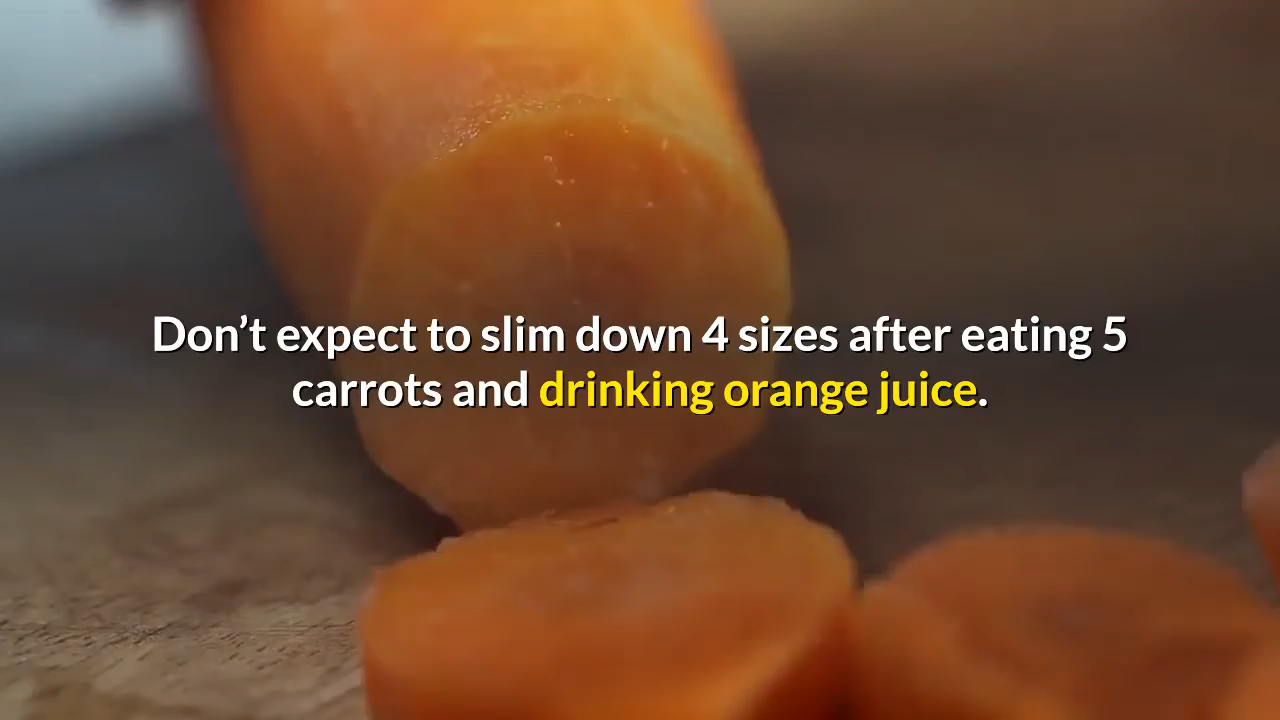 Don’t expect to slim down 4 sizes after eating 5
carrots and drinking orange juice.